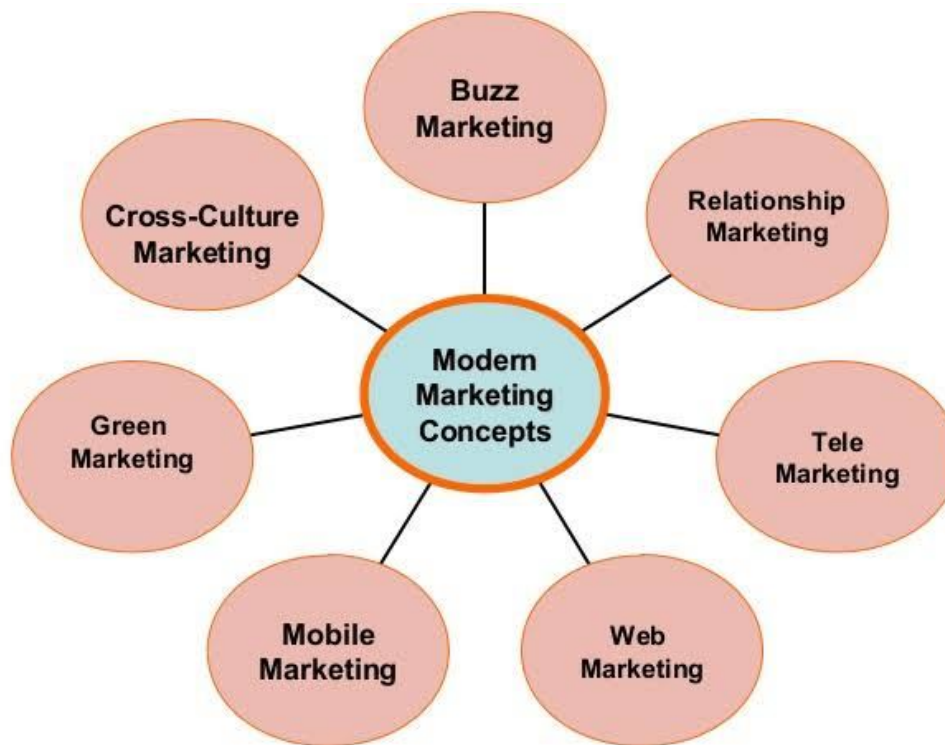 Buzz
Marketing
Relationship
Marketing
Tele
Marketing
Web
Marketing
Mobile
Marketing
Green
Marketing
Cross-Culture
Marketing
Modern
Marketing
Concepts